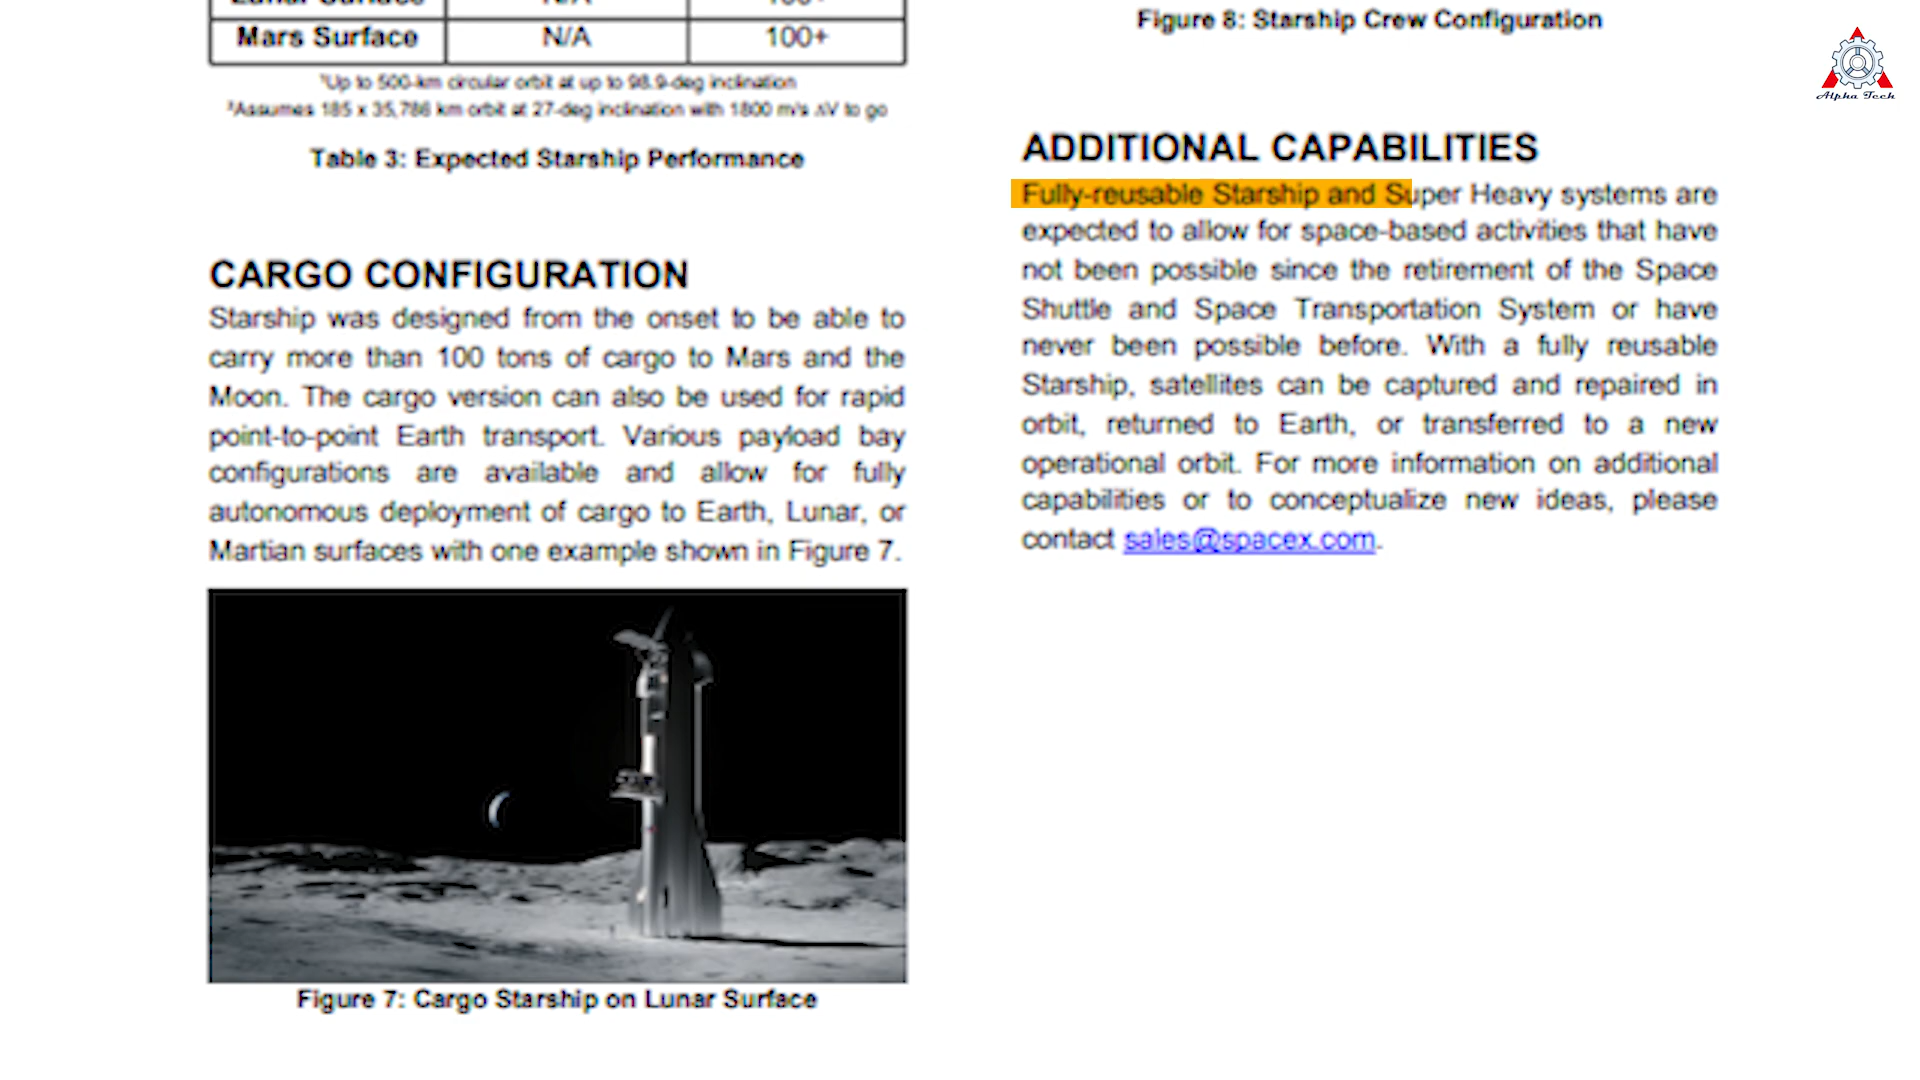 Lunar Surface N/A 100+
Mars Surface N/A 100+
¹Up to 500-km circular orbit at up to 98.9-deg inclination
²Assumes 185 x 35,786 km orbit at 27-deg inclination with 1800 m/s ΔV to go
Table 3: Expected Starship Performance
CARGO CONFIGURATION
Starship was designed from the onset to be able to
carry more than 100 tons of cargo to Mars and the
Moon. The cargo version can also be used for rapid
point-to-point Earth transport. Various payload bay
configurations are available and allow for fully
autonomous deployment of cargo to Earth, Lunar, or
Martian surfaces with one example shown in Figure 7.
Figure 7: Cargo Starship on Lunar Surface
Figure 8: Starship Crew Configuration
ADDITIONAL CAPABILITIES
Fully-reusable Starship and Super Heavy systems are
expected to allow for space-based activities that have
not been possible since the retirement of the Space
Shuttle and Space Transportation System or have
never been possible before. With a fully reusable
Starship, satellites can be captured and repaired in
orbit, returned to Earth, or transferred to a new
operational orbit. For more information on additional
capabilities or to conceptualize new ideas, please
contact sales@spacex.com.
Alpha Tech